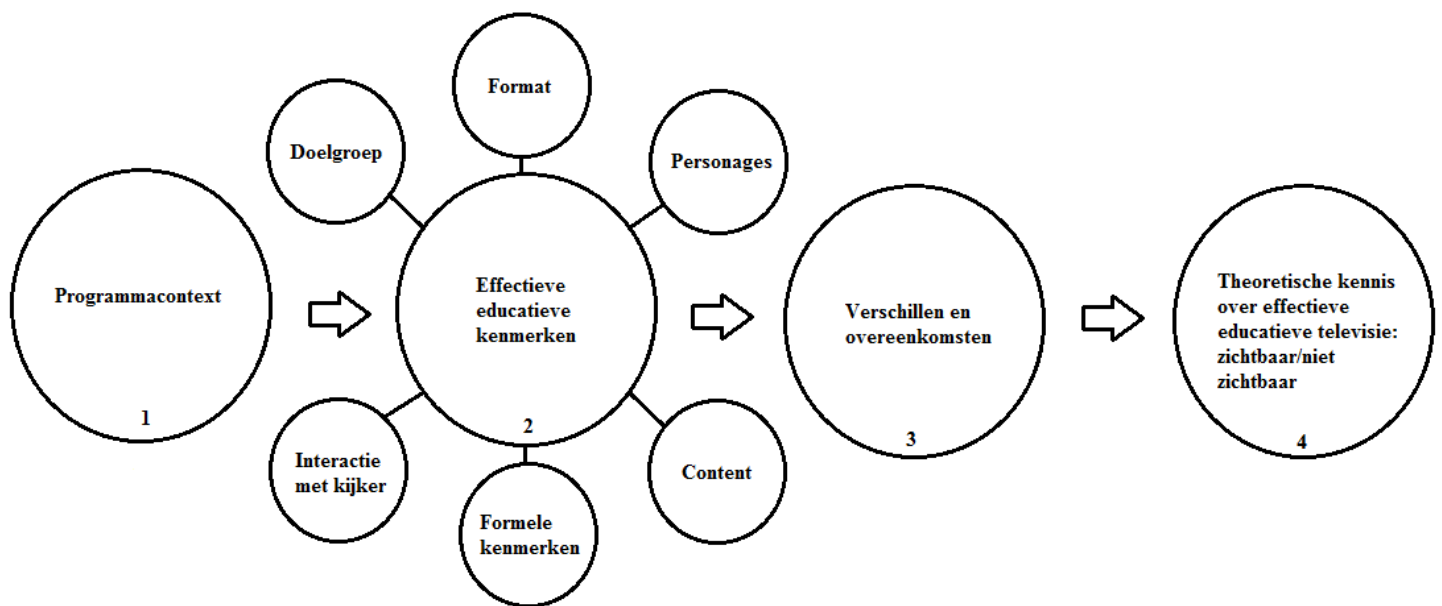 Programmacontext
1
Doelgroep
Format
Personages
Effectieve
educatieve
kenmerken
2
Interactie
met kijker
Formele
kenmerken
Content
Verschillen en
overeenkomsten
3
Theoretische kennis
over effectieve
educatieve televisie:
zichtbaar/niet
zichtbaar
4